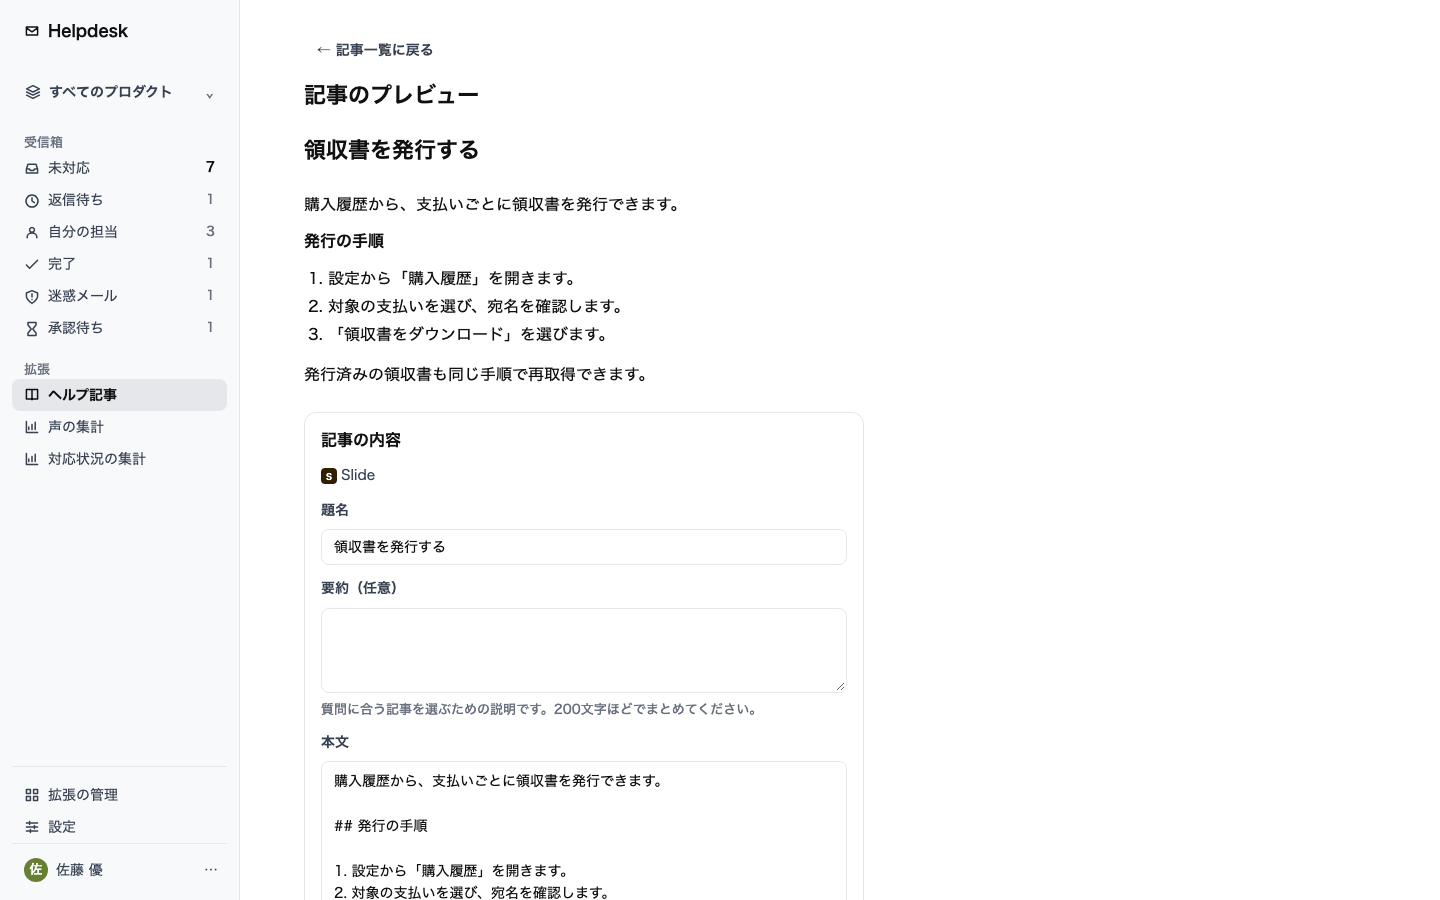 Helpdesk
すべてのプロダクト
受信箱
未対応 7
返信待ち 1
自分の担当 3
完了 1
迷惑メール 1
承認待ち 1
拡張
ヘルプ記事
声の集計
対応状況の集計
拡張の管理
設定
佐 佐藤 優 …
← 記事一覧に戻る
記事のプレビュー
領収書を発行する
購入履歴から、支払いごとに領収書を発行できます。
発行の手順
1. 設定から「購入履歴」を開きます。
2. 対象の支払いを選び、宛名を確認します。
3. 「領収書をダウンロード」を選びます。
発行済みの領収書も同じ手順で再取得できます。
記事の内容
S Slide
題名
領収書を発行する
要約（任意）
質問に合う記事を選ぶための説明です。200文字ほどでまとめてください。
本文
購入履歴から、支払いごとに領収書を発行できます。
## 発行の手順
1. 設定から「購入履歴」を開きます。
2. 対象の支払いを選び、宛名を確認します。